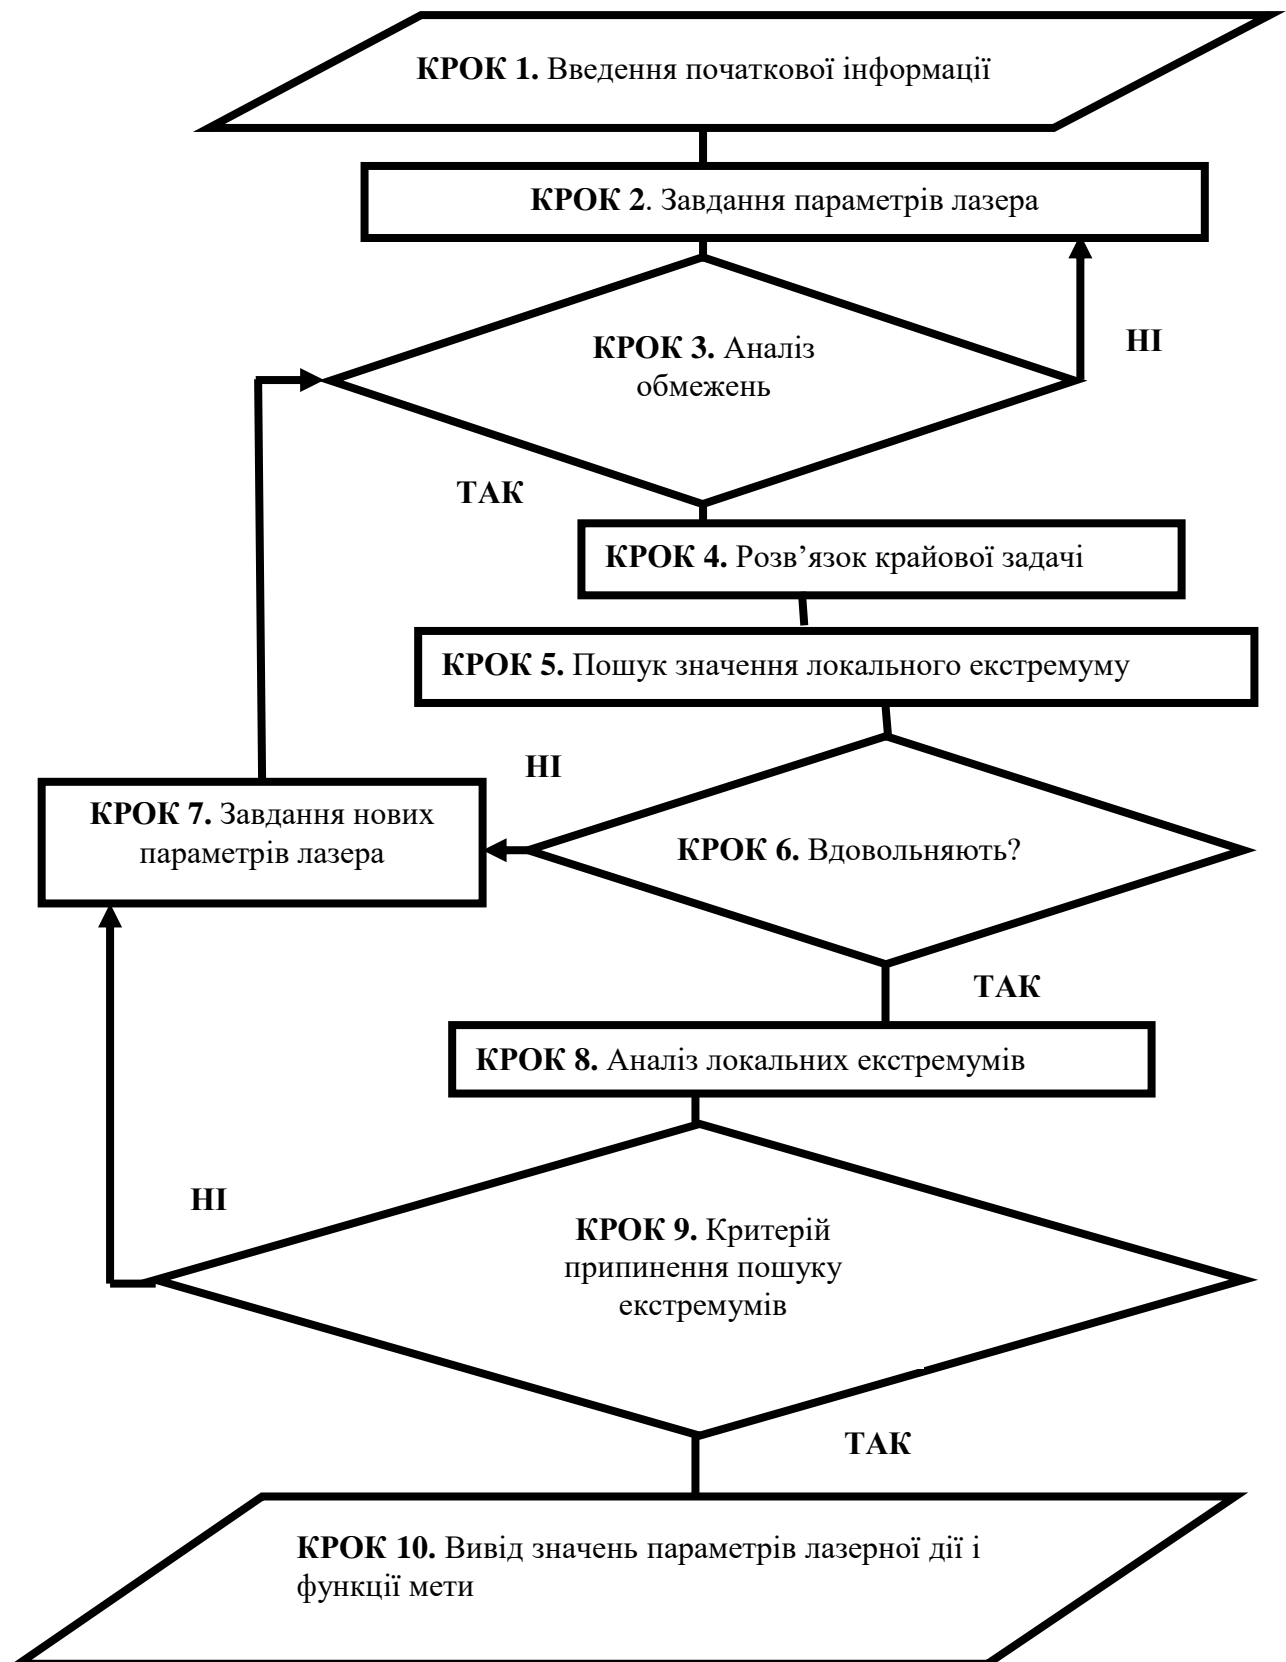 КРОК 1. Введення початкової інформації
КРОК 2. Завдання параметрів лазера
КРОК 3. Аналіз
обмежень
НІ
ТАК
КРОК 4. Розв’язок крайової задачі
КРОК 5. Пошук значення локального екстремуму
НІ
КРОК 7. Завдання нових
параметрів лазера
КРОК 6. Вдовольняють?
ТАК
КРОК 8. Аналіз локальних екстремумів
НІ
КРОК 9. Критерій
припинення пошуку
екстремумів
ТАК
КРОК 10. Вивід значень параметрів лазерної дії і
функції мети